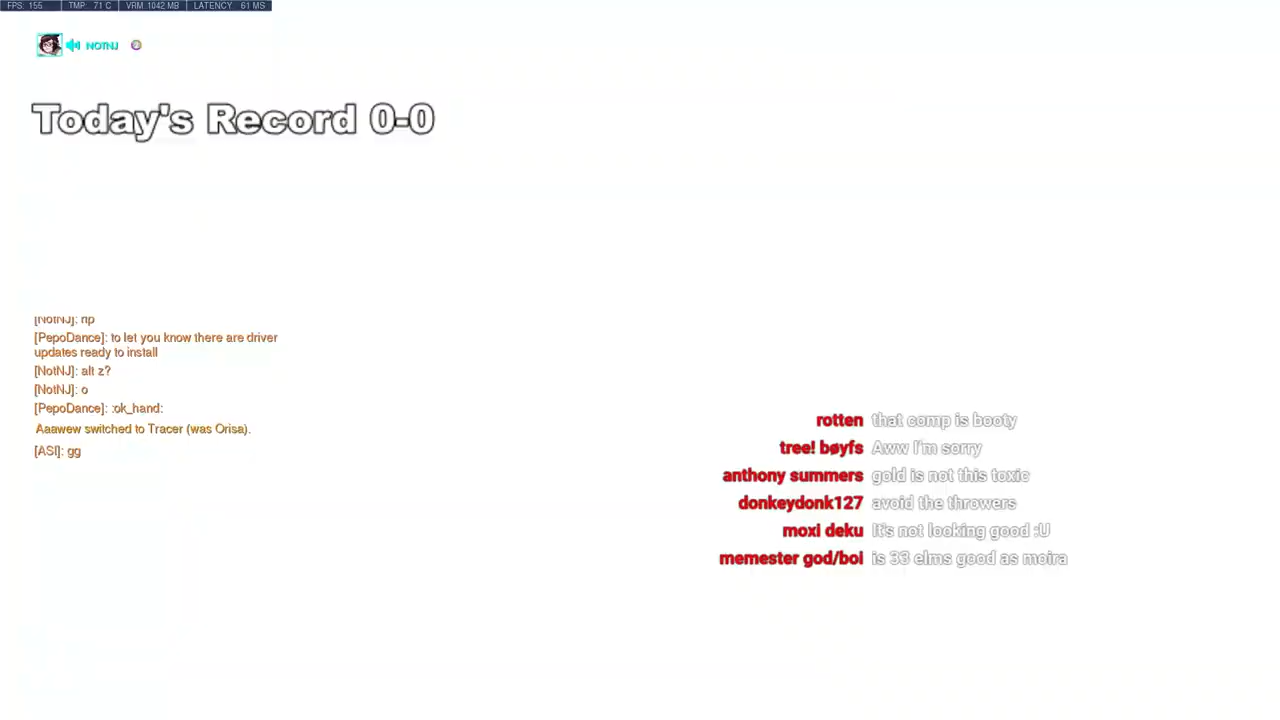 FPS: 155 TMP: 71 C VRM: 1042 MB LATENCY 61 MS
NOTNJ
Today's Record 0-0
[NotNJ]: np
[PepoDance]: to let you know there are driver
updates ready to install
[NotNJ]: alt z?
[NotNJ]: o
[PepoDance]: :ok_hand:
Aaawew switched to Tracer (was Orisa).
[ASI]: gg
rotten that comp is booty
tree! bøyfs Aww I'm sorry
anthony summers gold is not this toxic
donkeydonk127 avoid the throwers
moxi deku It's not looking good :U
memester god/boi is 33 elms good as moira